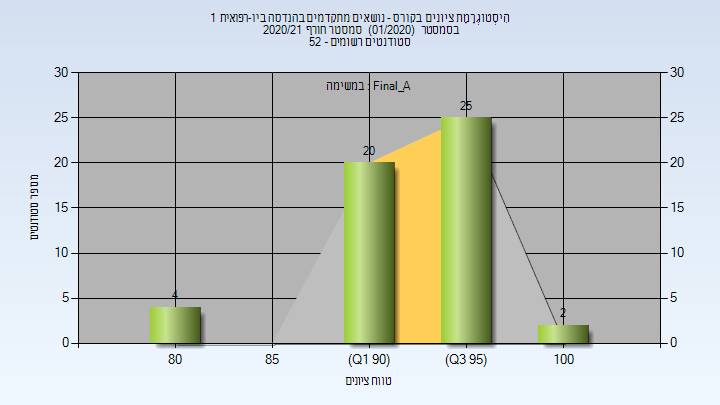 הִיסְטוֹגְרָמַת ציונים בקורס - נושאים מתקדמים בהנדסה ביו-רפואית 1
בסמסטר (01/2020) סמסטר חורף 2020/21
52 - סטודנטים רשומים
במשימה : Final_A
מספר סטודנטים
30
25
20
15
10
5
0
30
25
20
15
10
5
0
4
20
25
2
80
85
(Q1 90)
(Q3 95)
100
טווח ציונים